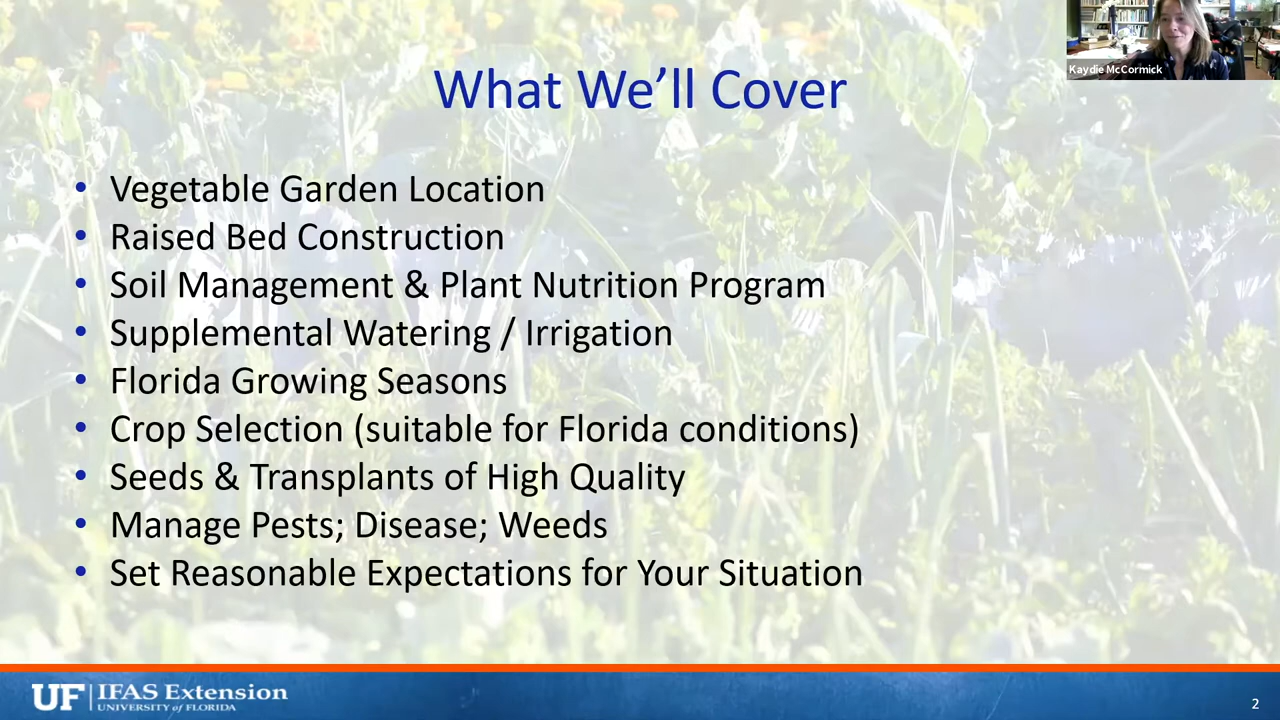 Kaydie McCormick
What We’ll Cover
• Vegetable Garden Location
• Raised Bed Construction
• Soil Management & Plant Nutrition Program
• Supplemental Watering / Irrigation
• Florida Growing Seasons
• Crop Selection (suitable for Florida conditions)
• Seeds & Transplants of High Quality
• Manage Pests; Disease; Weeds
• Set Reasonable Expectations for Your Situation
UF IFAS Extension
UNIVERSITY of FLORIDA
2